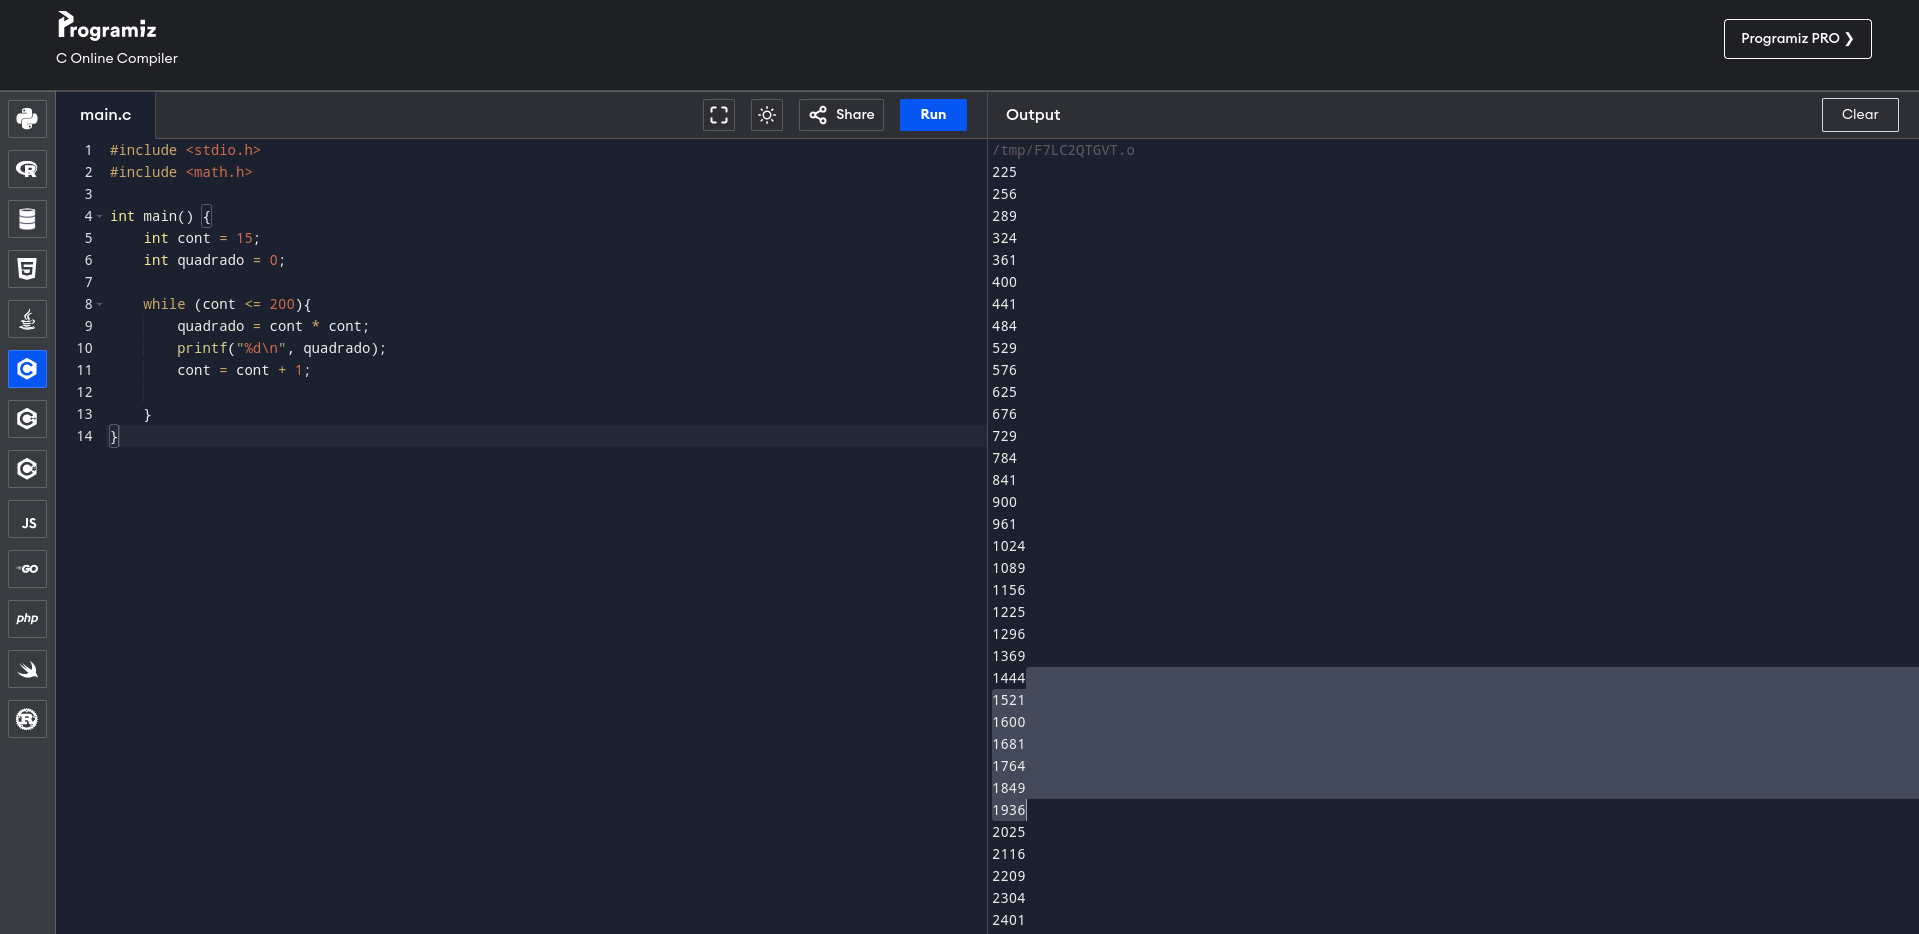 Programiz
C Online Compiler
Programiz PRO ❯
main.c
Share
Run
Output
Clear
1 #include <stdio.h>
2 #include <math.h>
3
4 int main() {
5     int cont = 15;
6     int quadrado = 0;
7
8     while (cont <= 200){
9         quadrado = cont * cont;
10         printf("%d\n", quadrado);
11         cont = cont + 1;
12
13     }
14 }
JS
GO
php
/tmp/F7LC2QTGVT.o
225
256
289
324
361
400
441
484
529
576
625
676
729
784
841
900
961
1024
1089
1156
1225
1296
1369
1444
1521
1600
1681
1764
1849
1936
2025
2116
2209
2304
2401